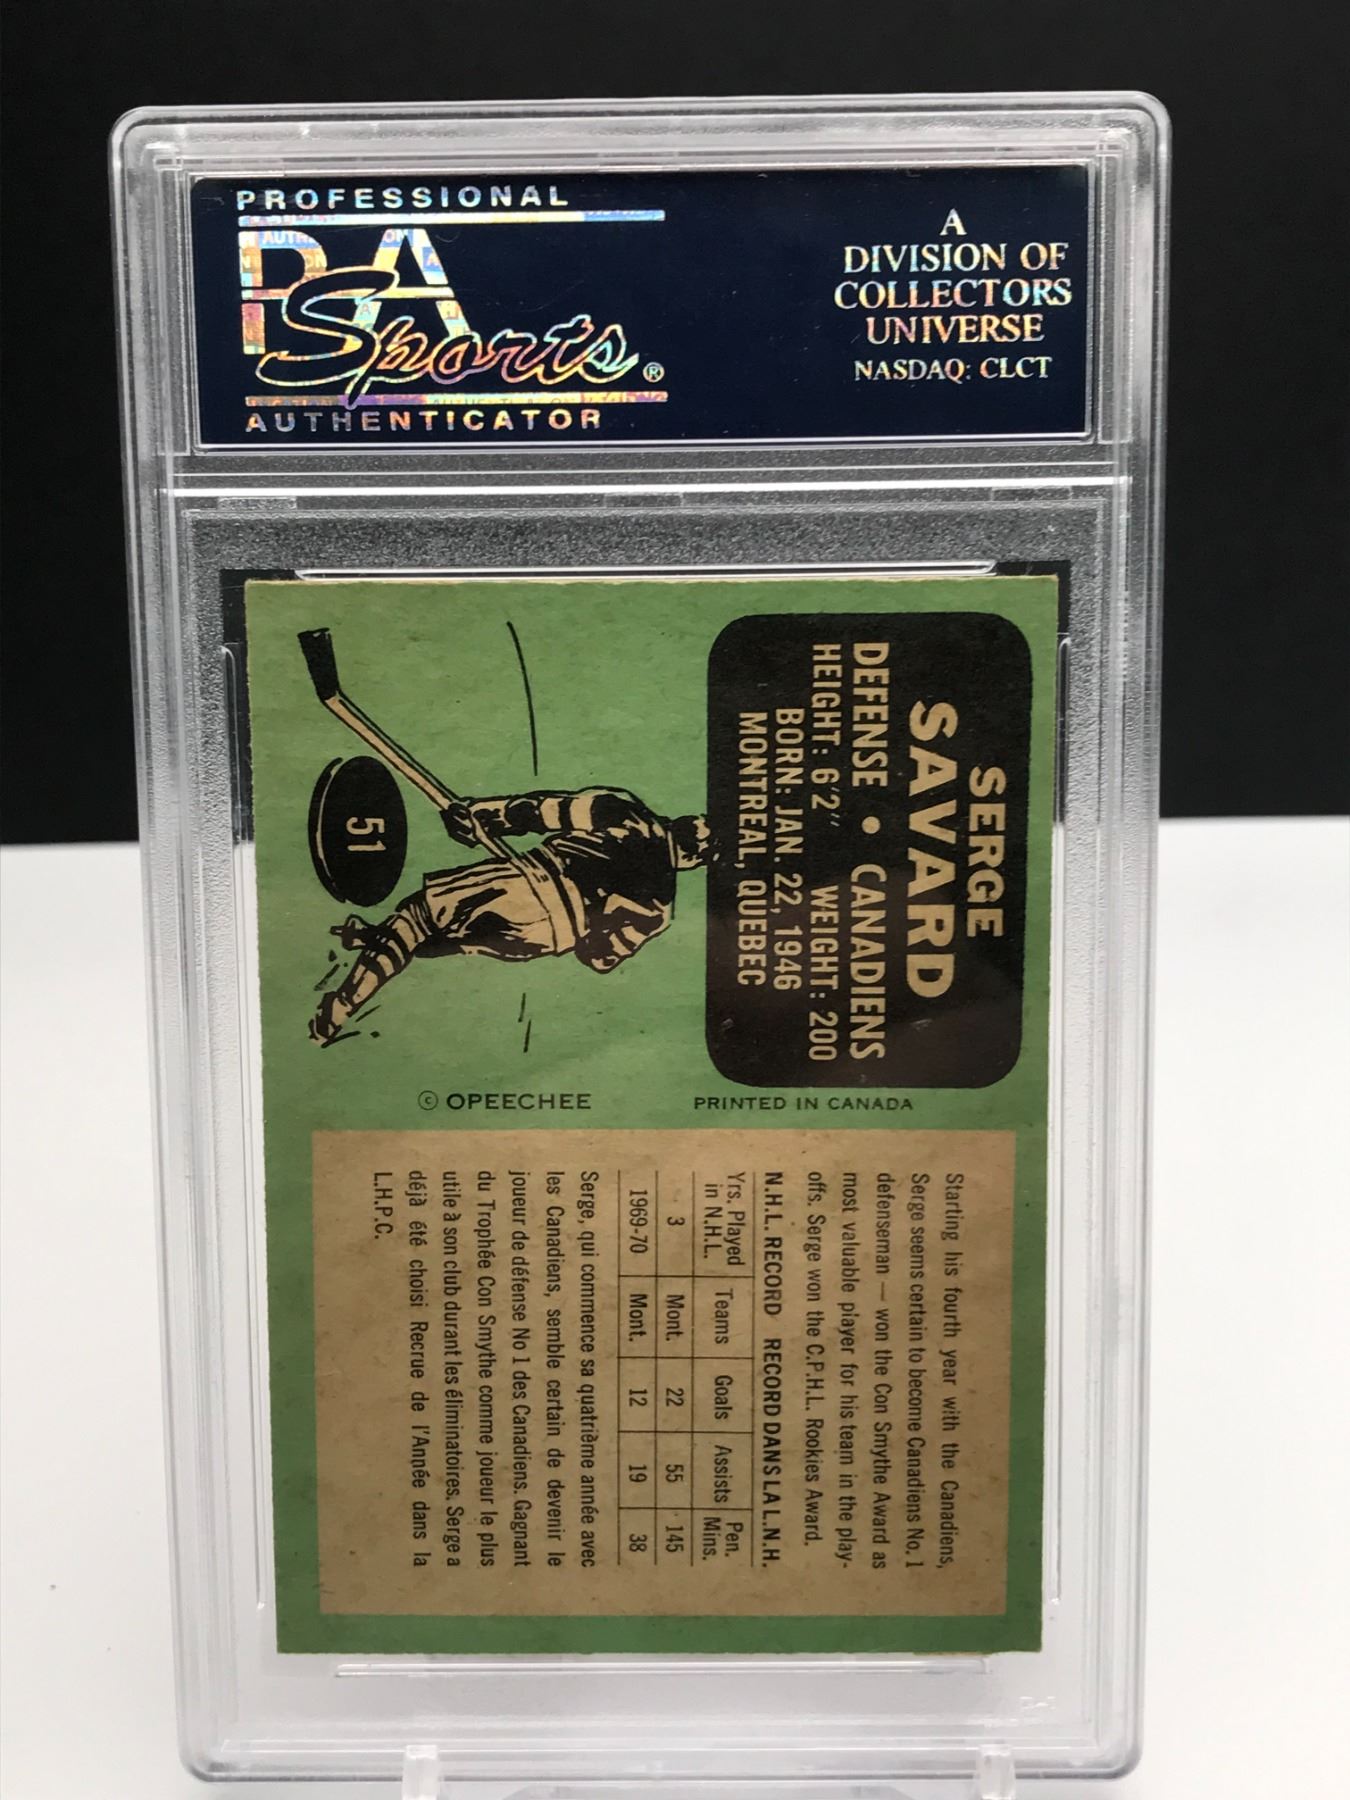 PROFESSIONAL
PSA
Sports®
AUTHENTICATOR
A
DIVISION OF
COLLECTORS
UNIVERSE
NASDAQ: CLCT
SERGE
SAVARD
DEFENSE • CANADIENS
HEIGHT: 6'2" WEIGHT: 200
BORN: JAN. 22, 1946
MONTREAL, QUEBEC
51
© OPEECHEE
PRINTED IN CANADA
Starting his fourth year with the Canadiens,
Serge seems certain to become Canadiens No. 1
defenseman — won the Con Smythe Award as
most valuable player for his team in the play-
offs. Serge won the C.P.H.L. Rookies Award.
N.H.L. RECORD RECORD DANS LA L.N.H.
Yrs. Played in N.H.L. Teams Goals Assists Pen. Mins.
3 Mont. 22 55 145
1969-70 Mont. 12 19 38
Serge, qui commence sa quatrième année avec
les Canadiens, semble certain de devenir le
joueur de défense No 1 des Canadiens. Gagnant
du Trophée Con Smythe comme joueur le plus
utile à son club durant les éliminatoires. Serge a
déjà été choisi Recrue de l'Année dans la
L.H.P.C.